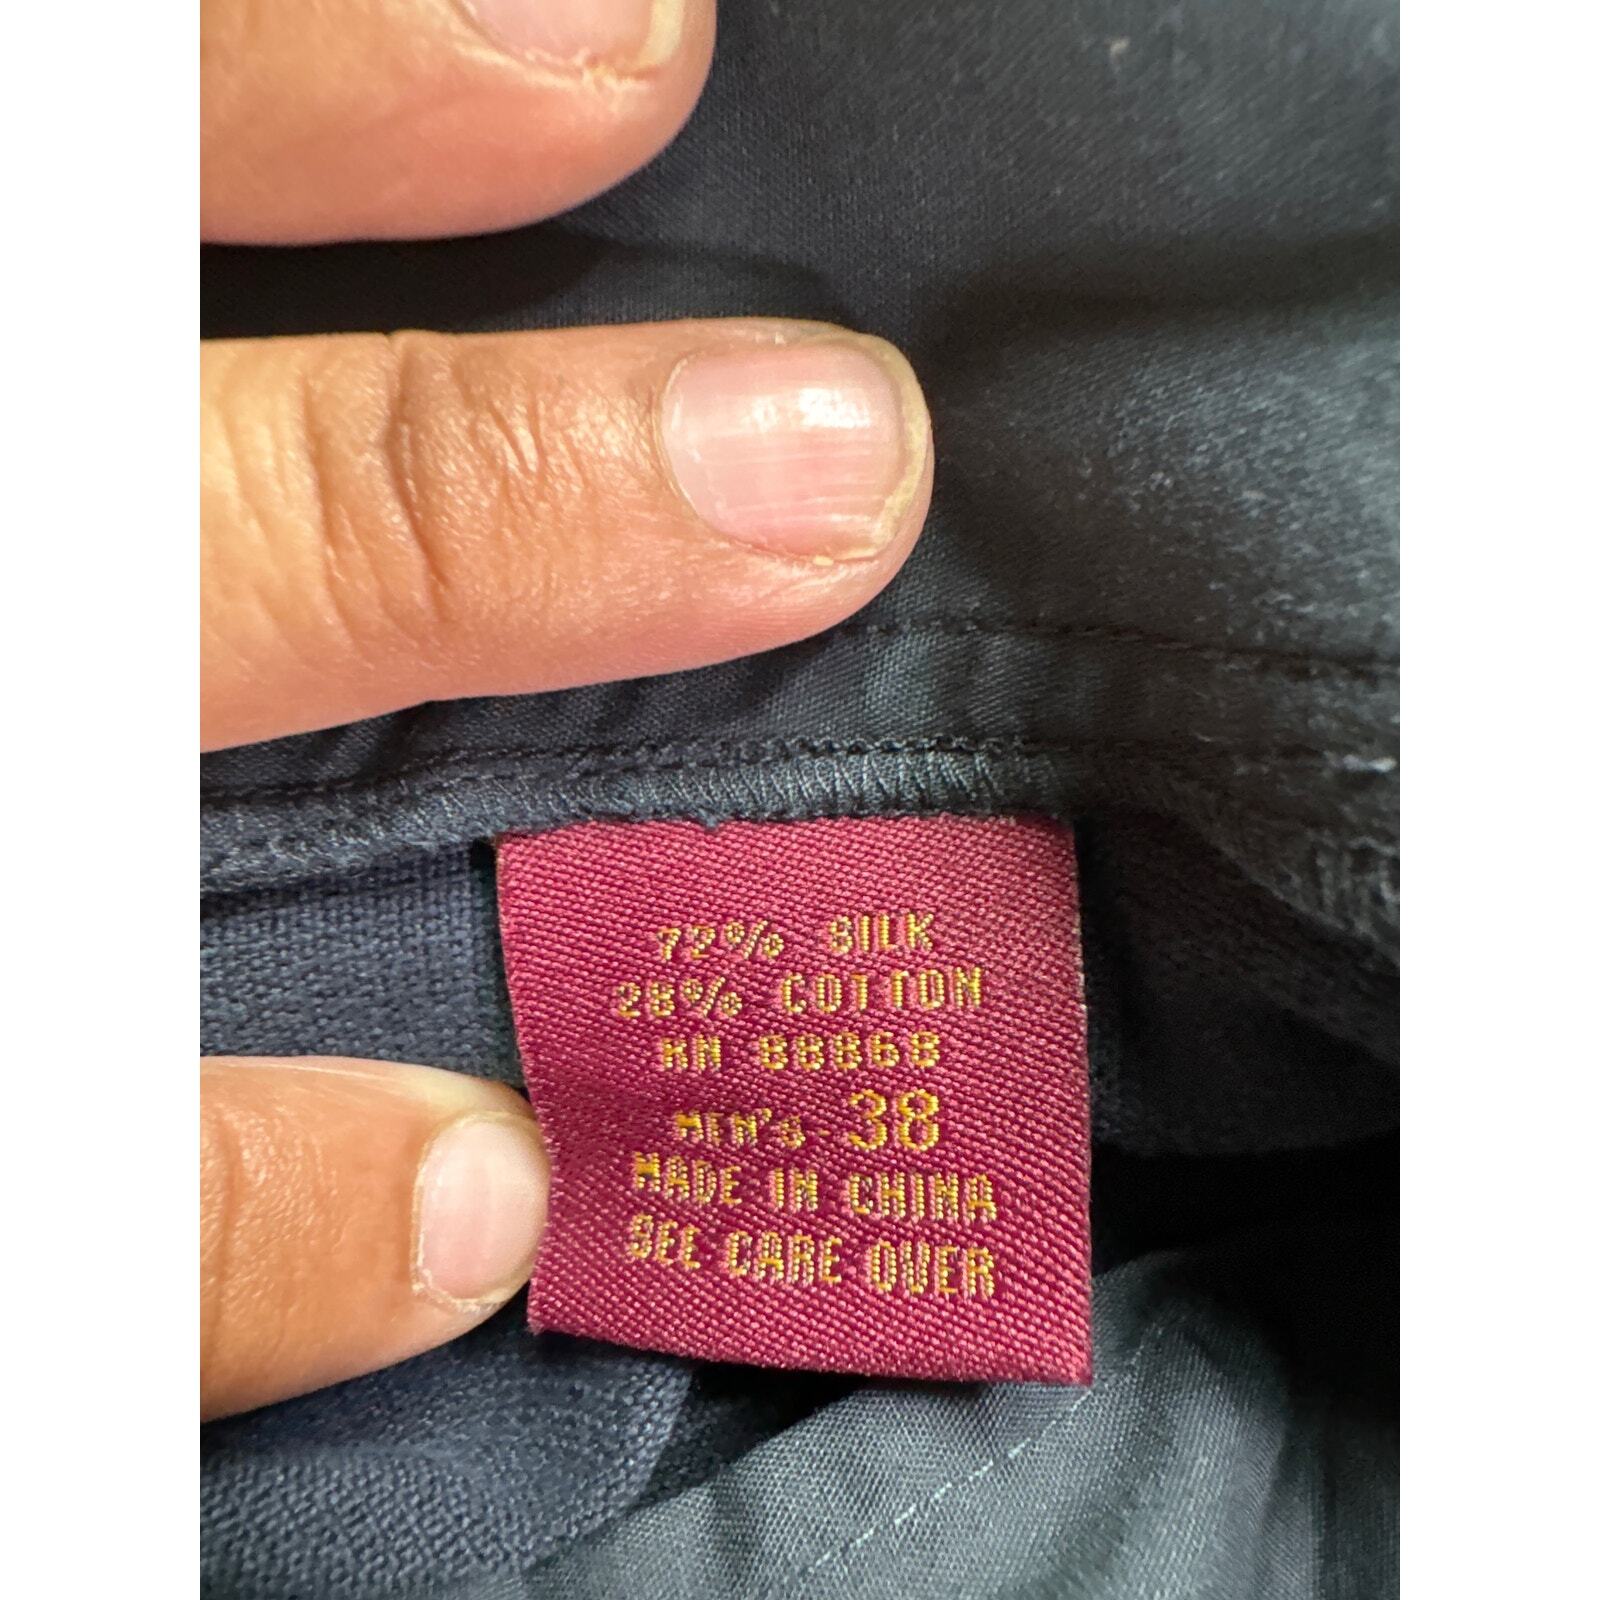 72% SILK
28% COTTON
RN 88868
MEN'S 38
MADE IN CHINA
SEE CARE OVER